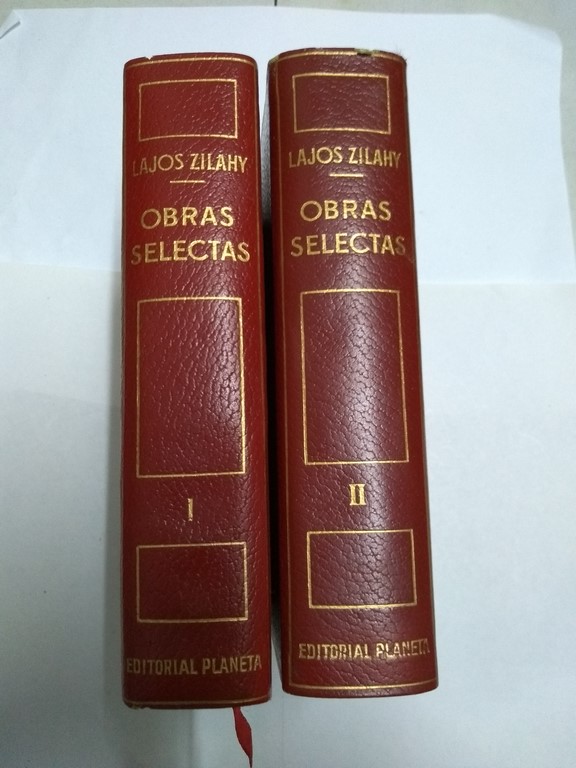 LAJOS ZILAHY
OBRAS
SELECTAS
I
EDITORIAL PLANETA
LAJOS ZILAHY
OBRAS
SELECTAS
II
EDITORIAL PLANETA